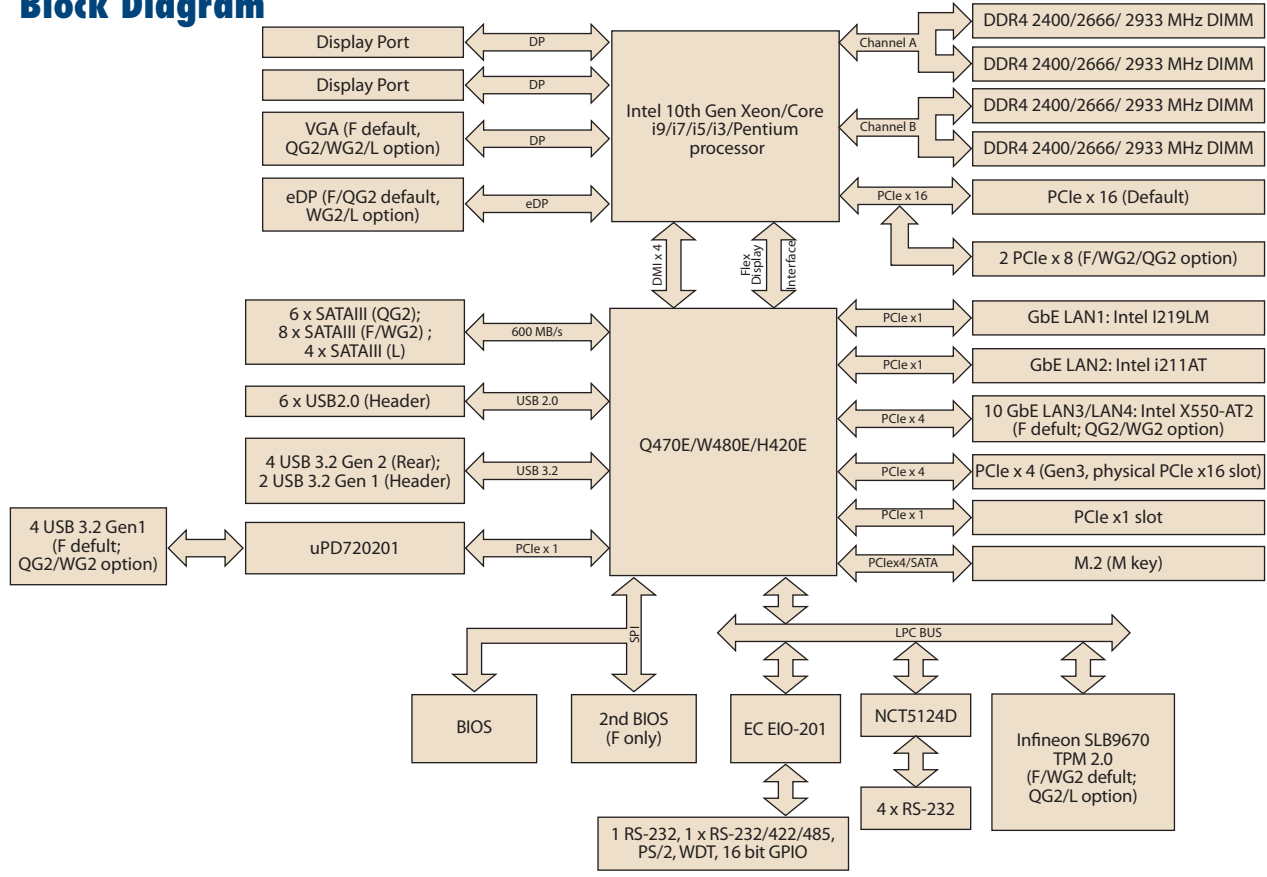 Block Diagram
Display Port
DP
Display Port
DP
VGA (F default,
QG2/WG2/L option)
DP
eDP (F/QG2 default,
WG2/L option)
eDP
Intel 10th Gen Xeon/Core
i9/i7/i5/i3/Pentium
processor
Channel A
DDR4 2400/2666/ 2933 MHz DIMM
DDR4 2400/2666/ 2933 MHz DIMM
Channel B
DDR4 2400/2666/ 2933 MHz DIMM
DDR4 2400/2666/ 2933 MHz DIMM
PCIe x 16
PCIe x 16 (Default)
2 PCIe x 8 (F/WG2/QG2 option)
DMI x 4
Flex
Display
Interface
6 x SATAIII (QG2);
8 x SATAIII (F/WG2) ;
4 x SATAIII (L)
600 MB/s
6 x USB2.0 (Header)
USB 2.0
4 USB 3.2 Gen 2 (Rear);
2 USB 3.2 Gen 1 (Header)
USB 3.2
4 USB 3.2 Gen1
(F defult;
QG2/WG2 option)
uPD720201
PCIe x 1
Q470E/W480E/H420E
PCIe x1
GbE LAN1: Intel I219LM
PCIe x1
GbE LAN2: Intel i211AT
PCIe x 4
10 GbE LAN3/LAN4: Intel X550-AT2
(F defult; QG2/WG2 option)
PCIe x 4
PCIe x 4 (Gen3, physical PCIe x16 slot)
PCIe x 1
PCIe x1 slot
PCIex4/SATA
M.2 (M key)
SPI
LPC BUS
BIOS
2nd BIOS
(F only)
EC EIO-201
NCT5124D
Infineon SLB9670
TPM 2.0
(F/WG2 defult;
QG2/L option)
4 x RS-232
1 RS-232, 1 x RS-232/422/485,
PS/2, WDT, 16 bit GPIO